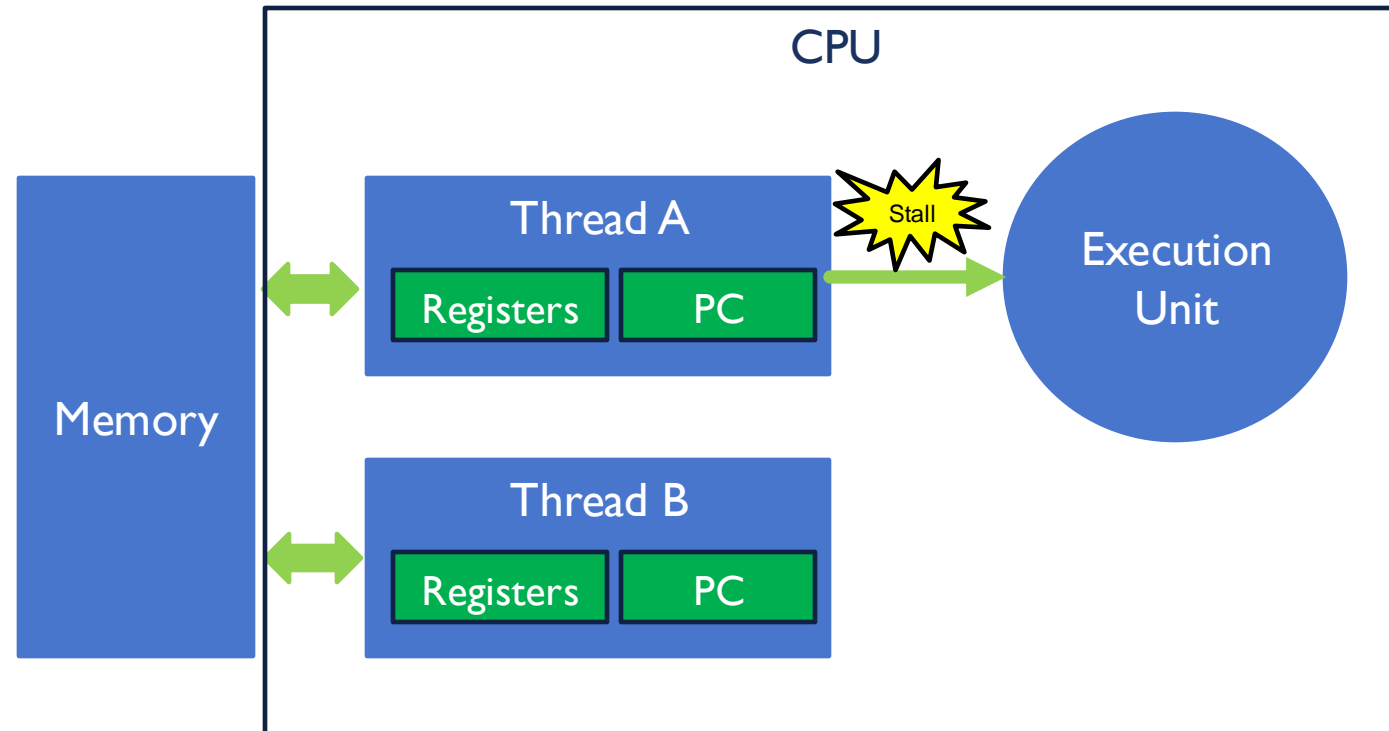 CPU
Memory
Thread A
Registers
PC
Stall
Execution
Unit
Thread B
Registers
PC